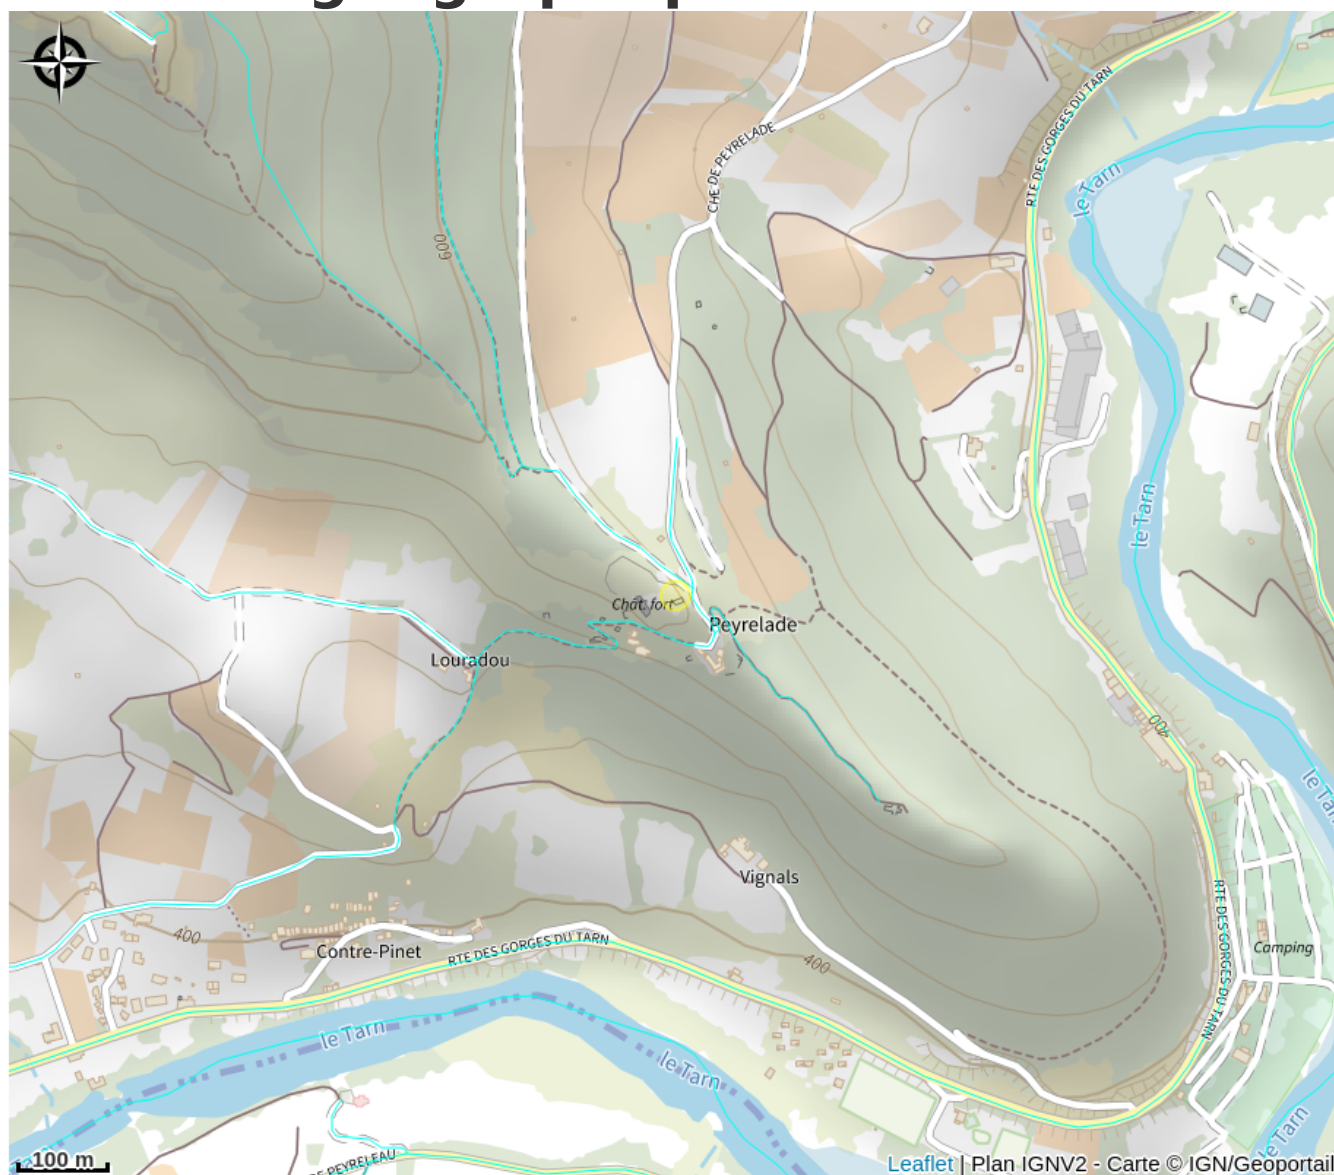 RTE DES GORGES DU TARN
CHE DE PEYRELADE
le Tarn
600
le Tarn
Chât. fort
Peyrelade
Louradou
400
le Tarn
Vignals
RTE DES GORGES DU TARN
400
Contre-Pinet
RTE DES GORGES DU TARN
Camping
400
le Tarn
le Tarn
le Tarn
100 m
DE PEYRELEAU
Leaflet | Plan IGNV2 - Carte © IGN/Geoportail